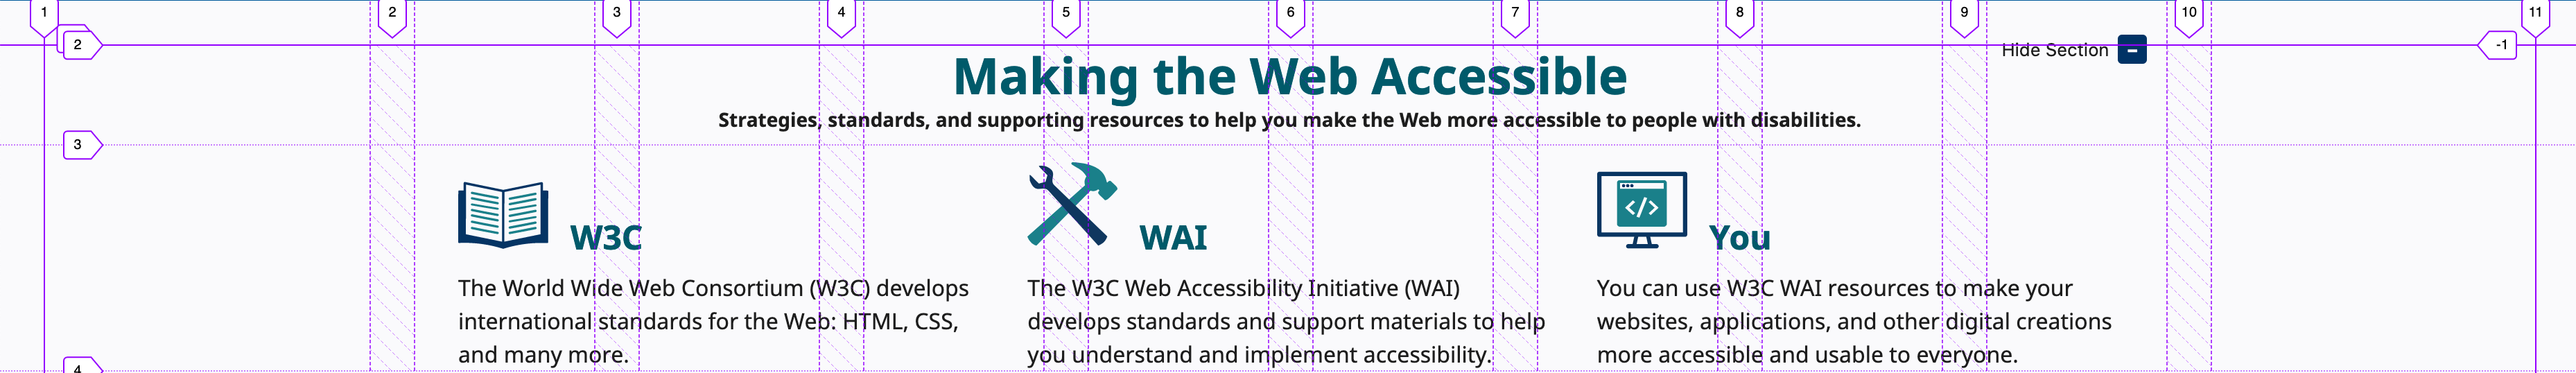 1 2 3 4 5 6 7 8 9 10 11
2 Hide Section − -1
Making the Web Accessible
Strategies, standards, and supporting resources to help you make the Web more accessible to people with disabilities.
3
</>
W3C
The World Wide Web Consortium (W3C) develops
international standards for the Web: HTML, CSS,
and many more.
WAI
The W3C Web Accessibility Initiative (WAI)
develops standards and support materials to help
you understand and implement accessibility.
You
You can use W3C WAI resources to make your
websites, applications, and other digital creations
more accessible and usable to everyone.
4